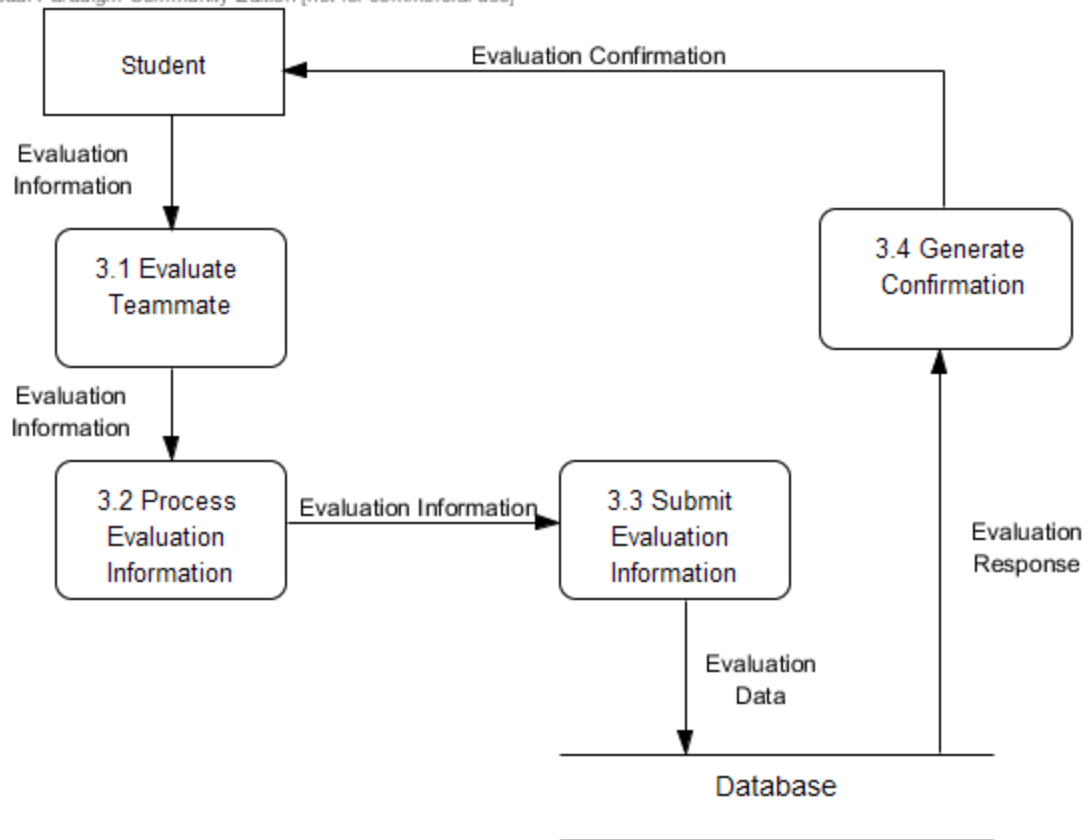 Student
Evaluation Confirmation
Evaluation
Information
3.1 Evaluate
Teammate
3.4 Generate
Confirmation
Evaluation
Information
3.2 Process
Evaluation
Information
Evaluation Information
3.3 Submit
Evaluation
Information
Evaluation
Response
Evaluation
Data
Database